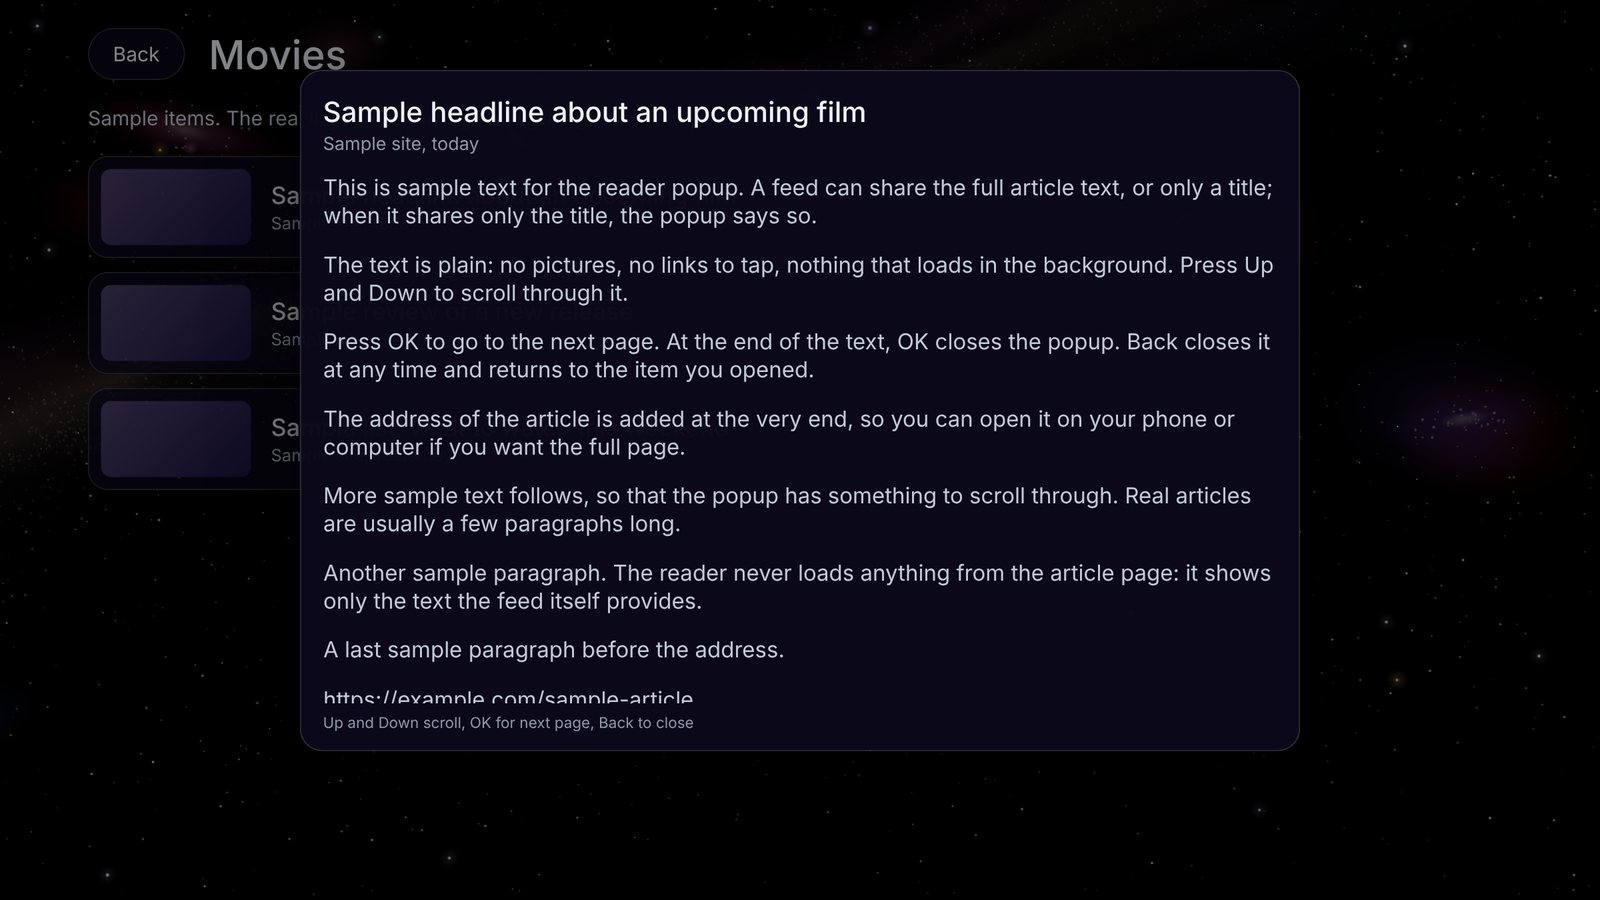 Back
Movies
Sample items. The rea
Sample headline about an upcoming film
Sample site, today
This is sample text for the reader popup. A feed can share the full article text, or only a title;
when it shares only the title, the popup says so.
The text is plain: no pictures, no links to tap, nothing that loads in the background. Press Up
and Down to scroll through it.
Press OK to go to the next page. At the end of the text, OK closes the popup. Back closes it
at any time and returns to the item you opened.
The address of the article is added at the very end, so you can open it on your phone or
computer if you want the full page.
More sample text follows, so that the popup has something to scroll through. Real articles
are usually a few paragraphs long.
Another sample paragraph. The reader never loads anything from the article page: it shows
only the text the feed itself provides.
A last sample paragraph before the address.
https://example.com/sample-article
Up and Down scroll, OK for next page, Back to close
Sample review of a new release